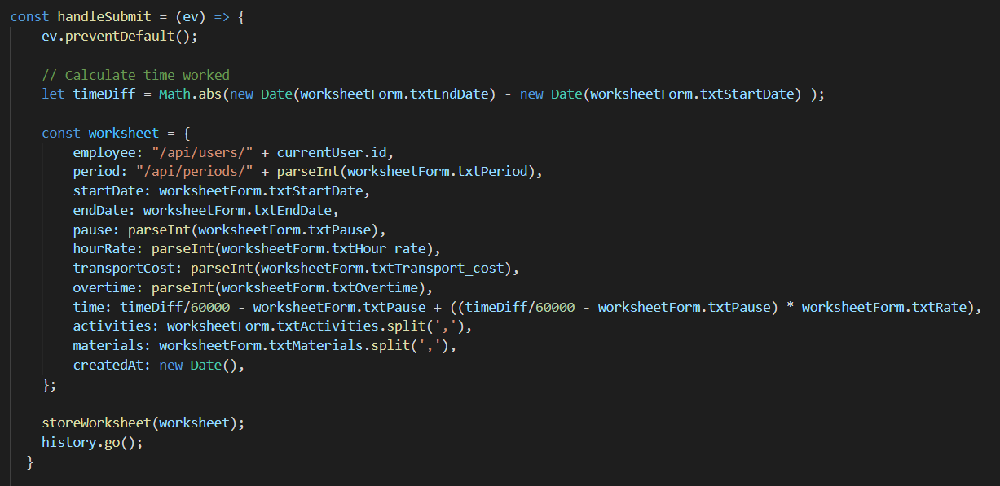 const handleSubmit = (ev) => {
    ev.preventDefault();

    // Calculate time worked
    let timeDiff = Math.abs(new Date(worksheetForm.txtEndDate) - new Date(worksheetForm.txtStartDate) );

    const worksheet = {
        employee: "/api/users/" + currentUser.id,
        period: "/api/periods/" + parseInt(worksheetForm.txtPeriod),
        startDate: worksheetForm.txtStartDate,
        endDate: worksheetForm.txtEndDate,
        pause: parseInt(worksheetForm.txtPause),
        hourRate: parseInt(worksheetForm.txtHour_rate),
        transportCost: parseInt(worksheetForm.txtTransport_cost),
        overtime: parseInt(worksheetForm.txtOvertime),
        time: timeDiff/60000 - worksheetForm.txtPause + ((timeDiff/60000 - worksheetForm.txtPause) * worksheetForm.txtRate),
        activities: worksheetForm.txtActivities.split(','),
        materials: worksheetForm.txtMaterials.split(','),
        createdAt: new Date(),
    };

    storeWorksheet(worksheet);
    history.go();
  }